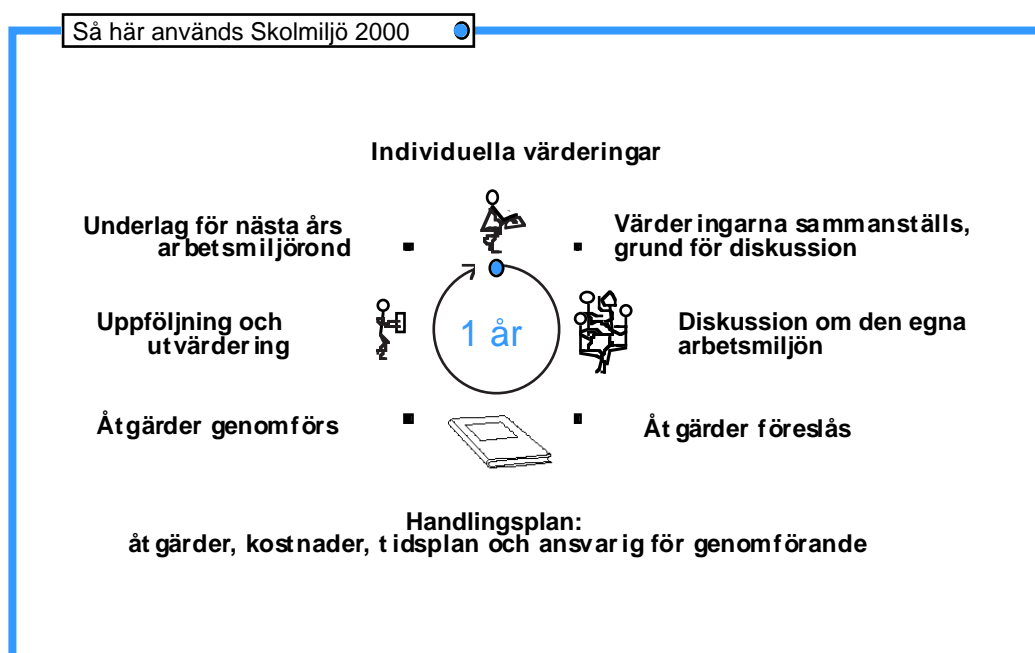 Så här används Skolmiljö 2000
Individuella värderingar
Underlag för nästa års
arbetsmiljörond
Värderingarna sammanställs,
grund för diskussion
Uppföljning och
utvärdering
1 år
Diskussion om den egna
arbetsmiljön
Åtgärder genomförs
Åtgärder föreslås
Handlingsplan:
åtgärder, kostnader, tidsplan och ansvarig för genomförande